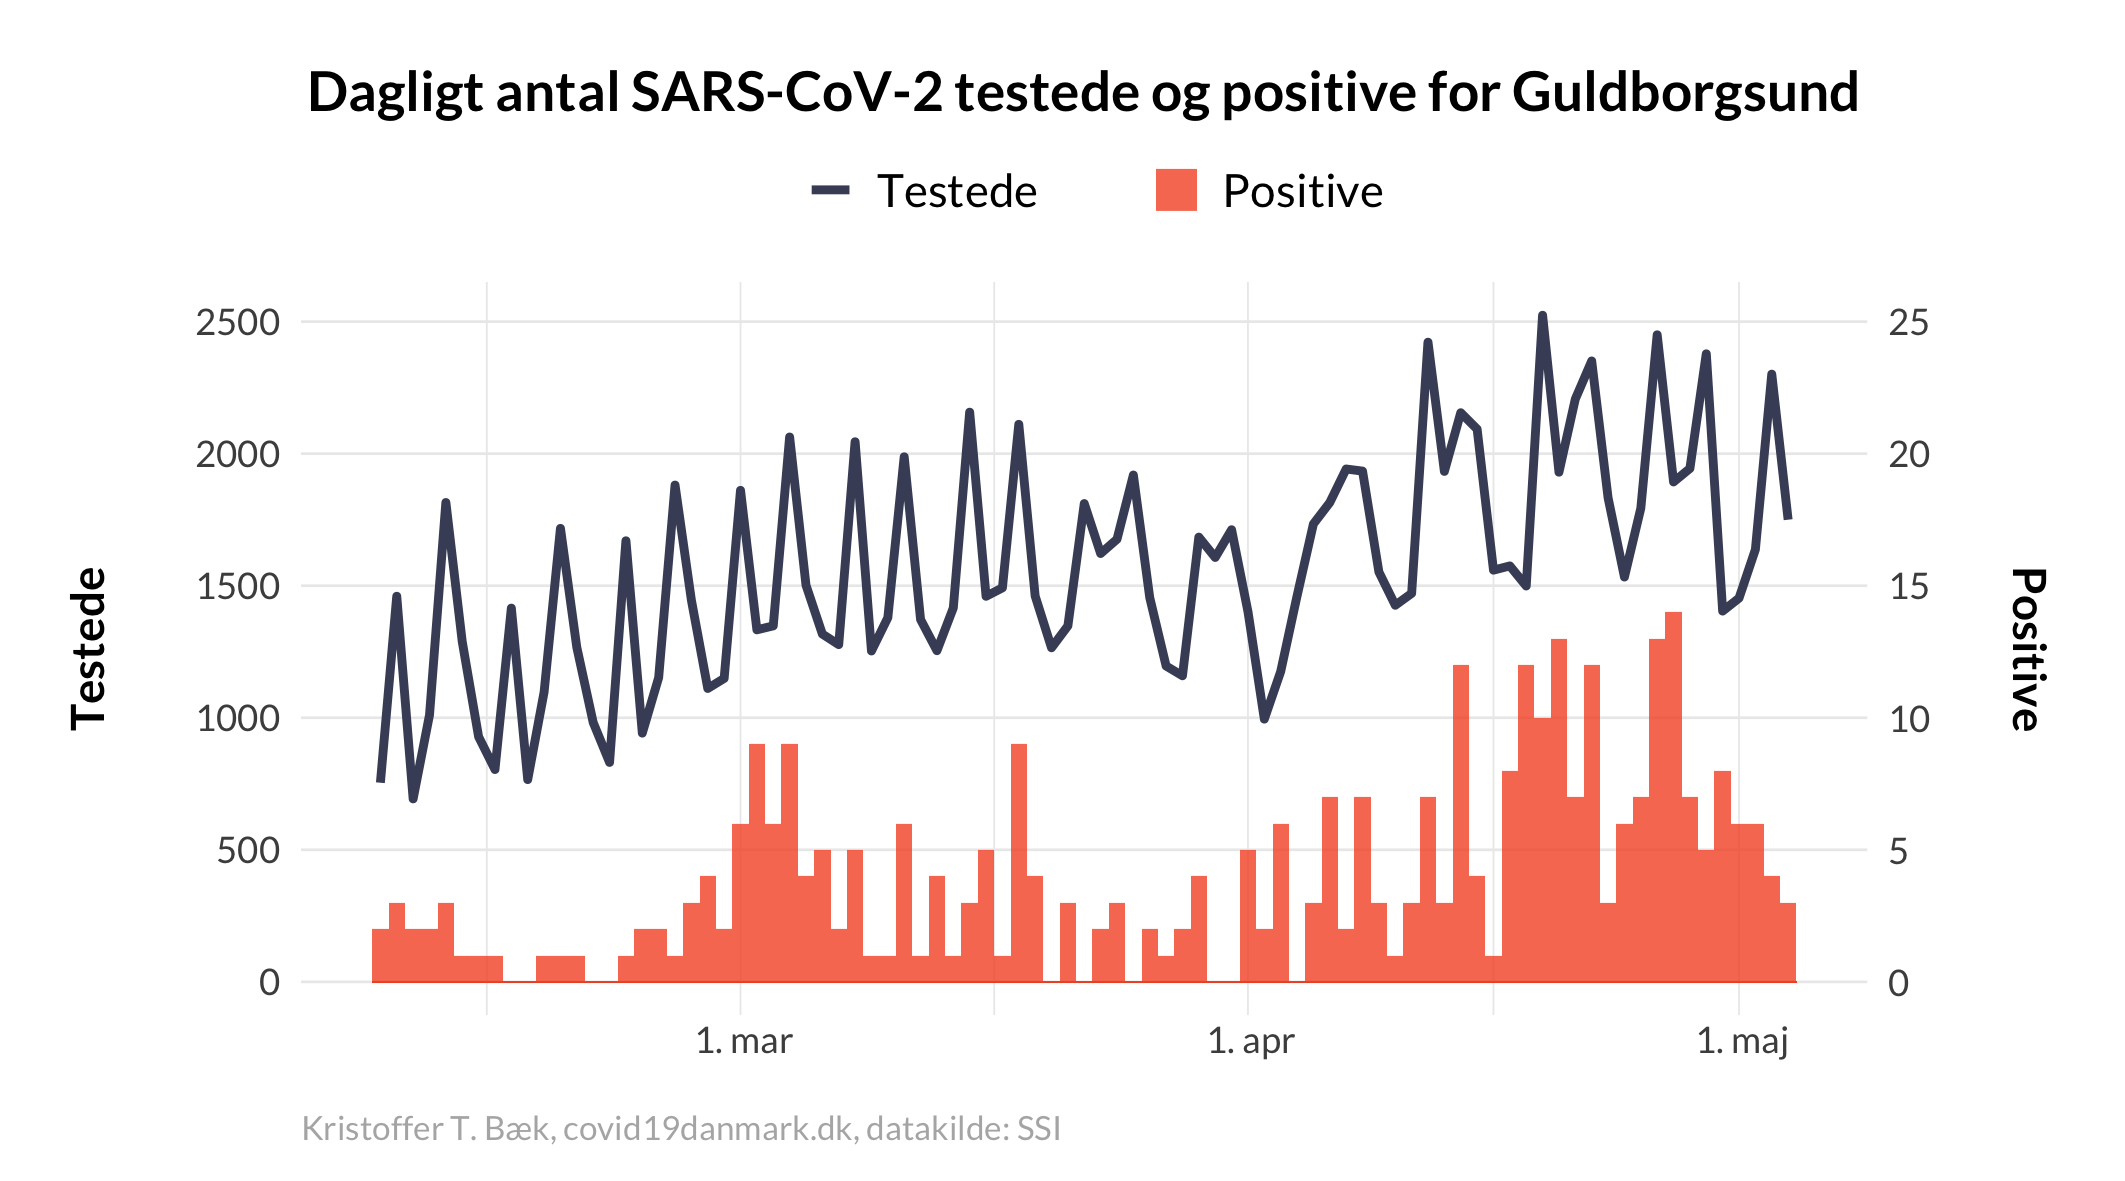 Dagligt antal SARS-CoV-2 testede og positive for Guldborgsund
Testede
Positive
2500
2000
1500
1000
500
0
Testede
25
20
15
10
5
0
Positive
1. mar
1. apr
1. maj
Kristoffer T. Bæk, covid19danmark.dk, datakilde: SSI